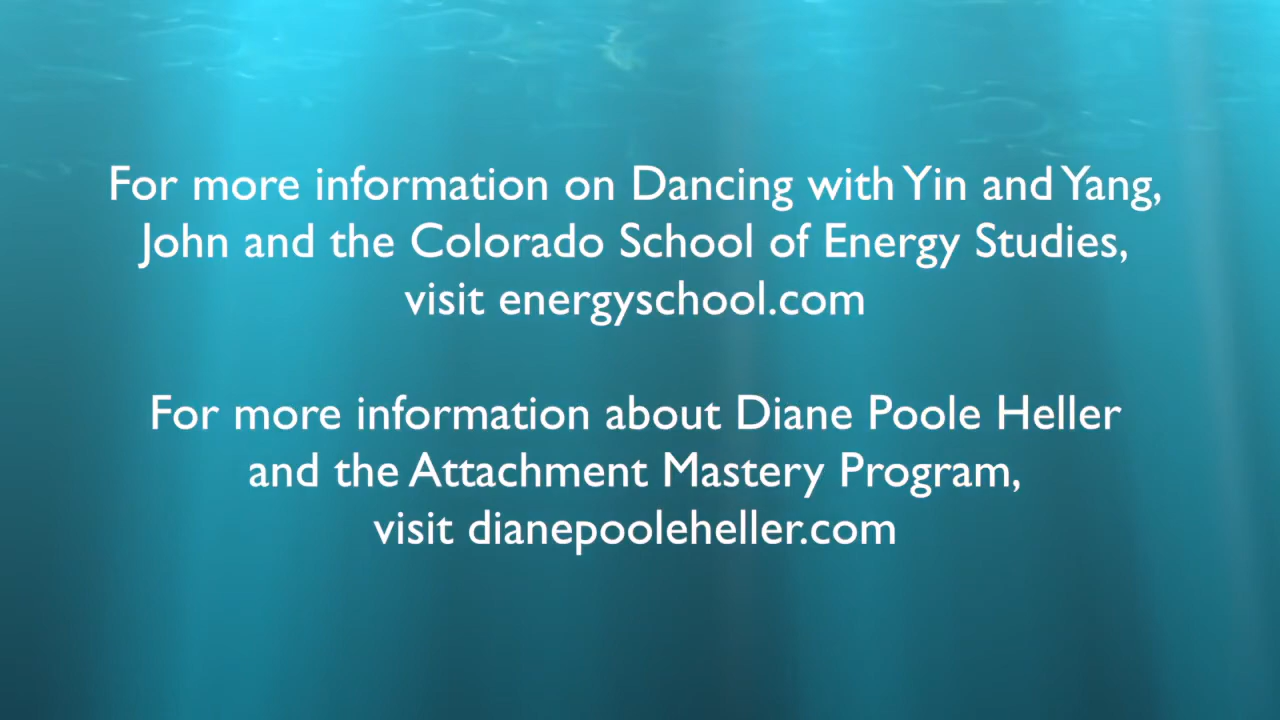 For more information on Dancing with Yin and Yang,
John and the Colorado School of Energy Studies,
visit energyschool.com
For more information about Diane Poole Heller
and the Attachment Mastery Program,
visit dianepooleheller.com